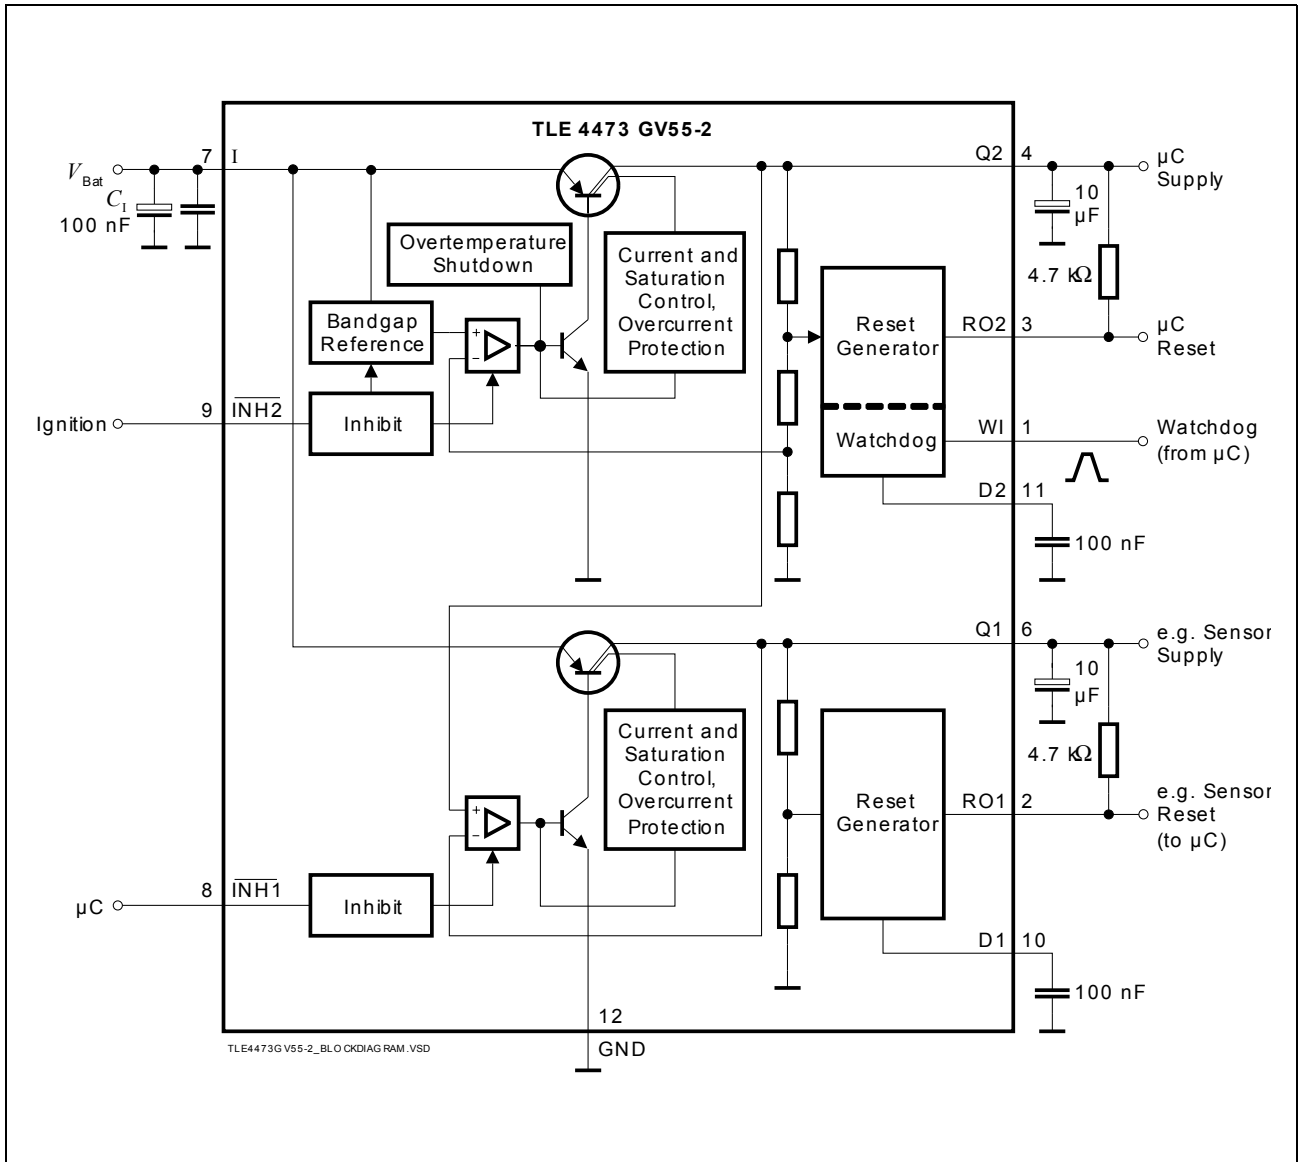 TLE 4473 GV55-2
7
I
V Bat
C I
100 nF
Q2
4
µC
Supply
10
µF
4.7 kΩ
Overtemperature
Shutdown
Current and
Saturation
Control,
Overcurrent
Protection
Bandgap
Reference
+
−
Reset
Generator
RO2
3
µC
Reset
Ignition
9
INH2
Inhibit
Watchdog
WI
1
Watchdog
(from µC)
D2
11
100 nF
Q1
6
e.g. Sensor
Supply
10
µF
4.7 kΩ
Current and
Saturation
Control,
Overcurrent
Protection
+
−
Reset
Generator
RO1
2
e.g. Sensor
Reset
(to µC)
µC
8
INH1
Inhibit
D1
10
100 nF
12
GND
TLE4473GV55-2_BLOCKDIAGRAM.VSD